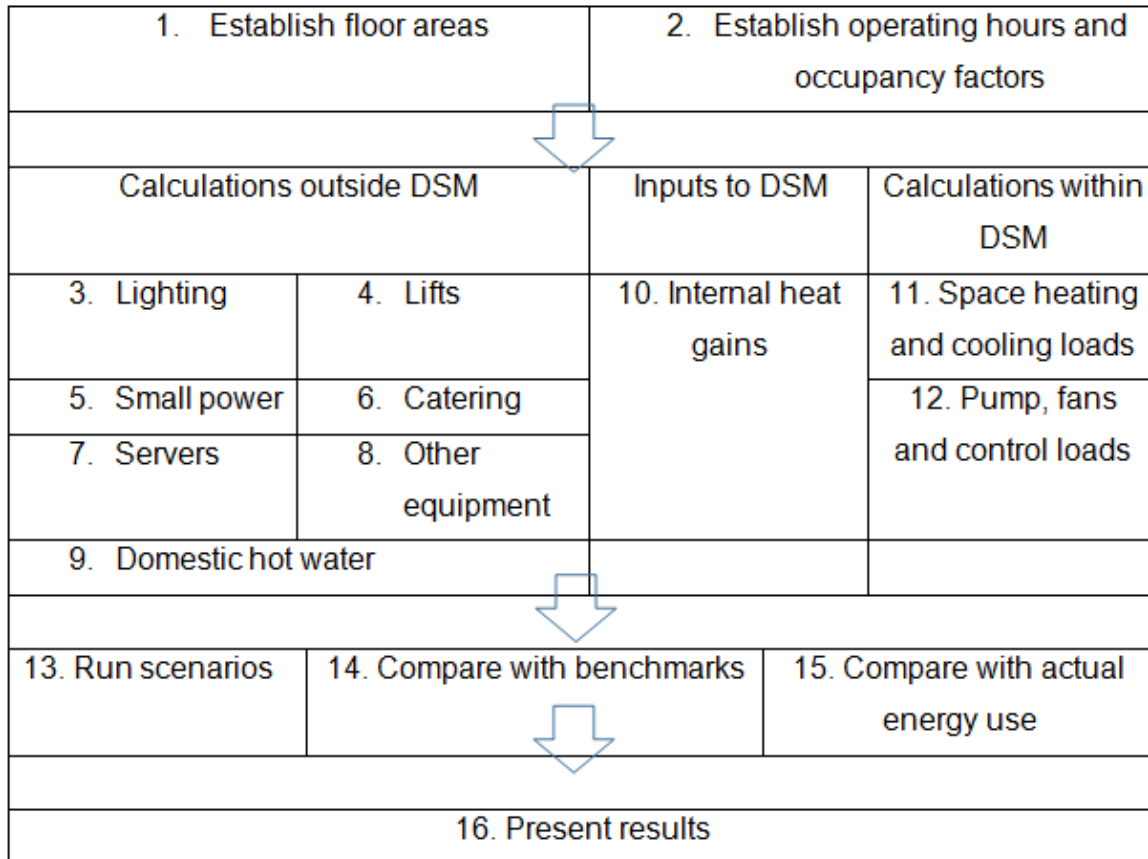 1. Establish floor areas
2. Establish operating hours and
occupancy factors
Calculations outside DSM
Inputs to DSM
Calculations within
DSM
3. Lighting
4. Lifts
10. Internal heat
gains
11. Space heating
and cooling loads
5. Small power
6. Catering
12. Pump, fans
and control loads
7. Servers
8. Other
equipment
9. Domestic hot water
13. Run scenarios
14. Compare with benchmarks
15. Compare with actual
energy use
16. Present results